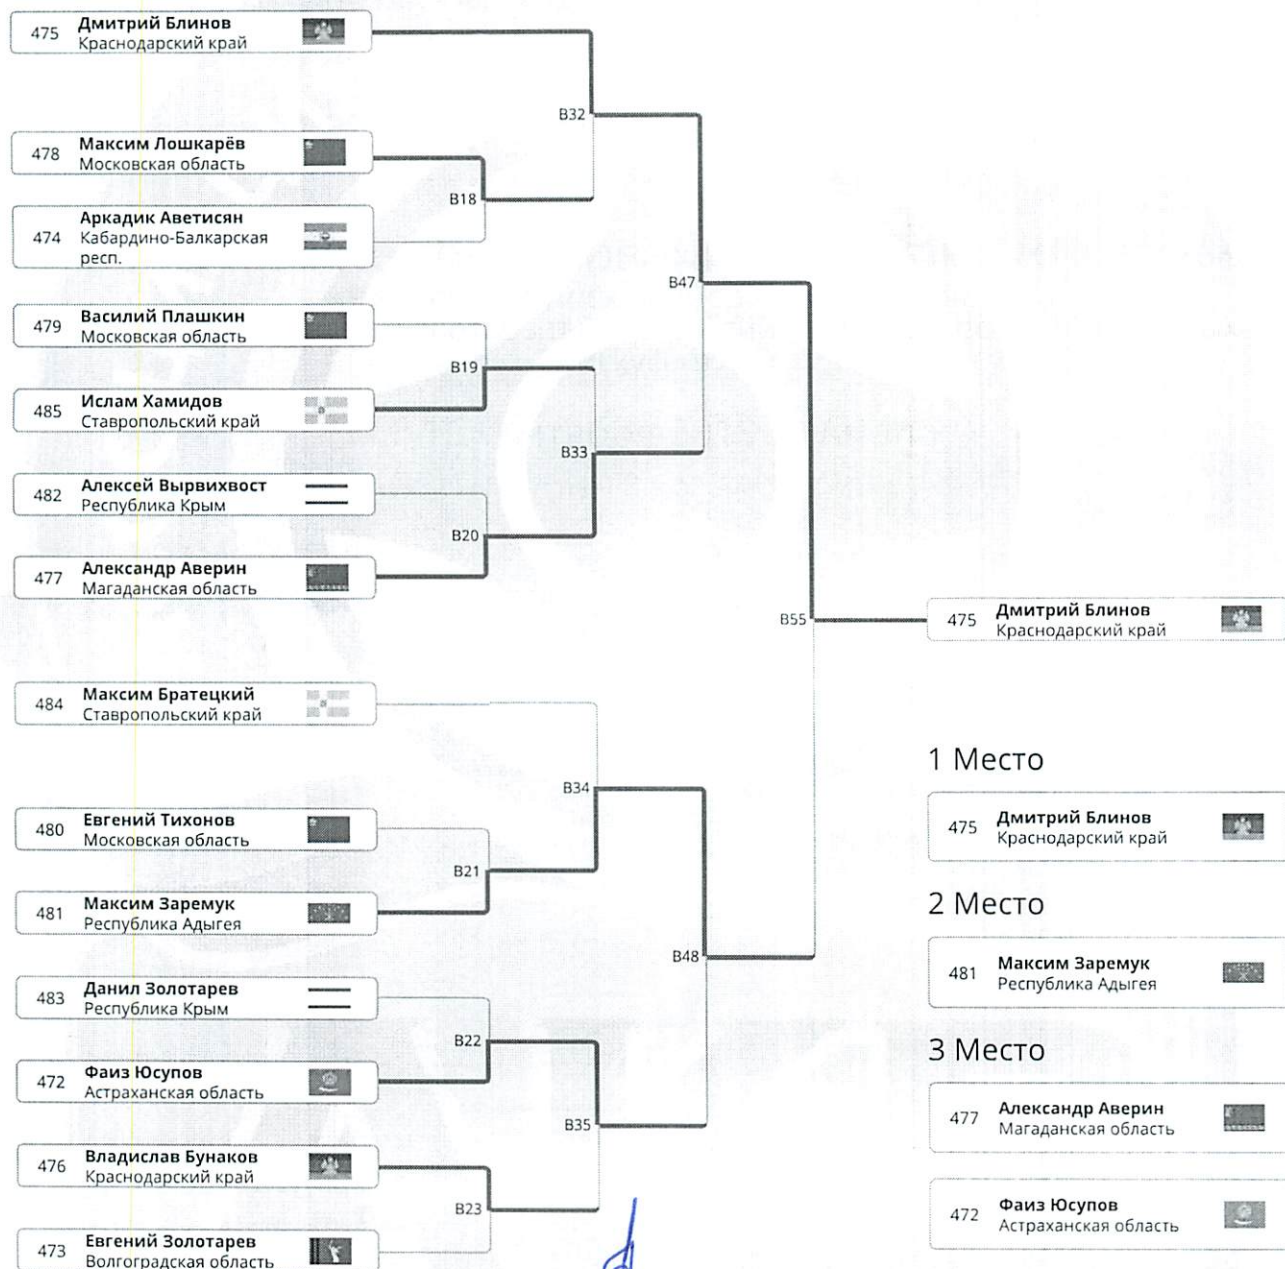 475 Дмитрий Блинов
Краснодарский край
B32
478 Максим Лошкарёв
Московская область
B18
474 Аркадик Аветисян
Кабардино-Балкарская
респ.
B47
479 Василий Плашкин
Московская область
B19
485 Ислам Хамидов
Ставропольский край
B33
482 Алексей Вырвихвост
Республика Крым
B20
477 Александр Аверин
Магаданская область
B55
475 Дмитрий Блинов
Краснодарский край
484 Максим Братецкий
Ставропольский край
B34
480 Евгений Тихонов
Московская область
B21
481 Максим Заремук
Республика Адыгея
B48
483 Данил Золотарев
Республика Крым
B22
472 Фаиз Юсупов
Астраханская область
B35
476 Владислав Бунаков
Краснодарский край
B23
473 Евгений Золотарев
Волгоградская область
1 Место
475 Дмитрий Блинов
Краснодарский край
2 Место
481 Максим Заремук
Республика Адыгея
3 Место
477 Александр Аверин
Магаданская область
472 Фаиз Юсупов
Астраханская область